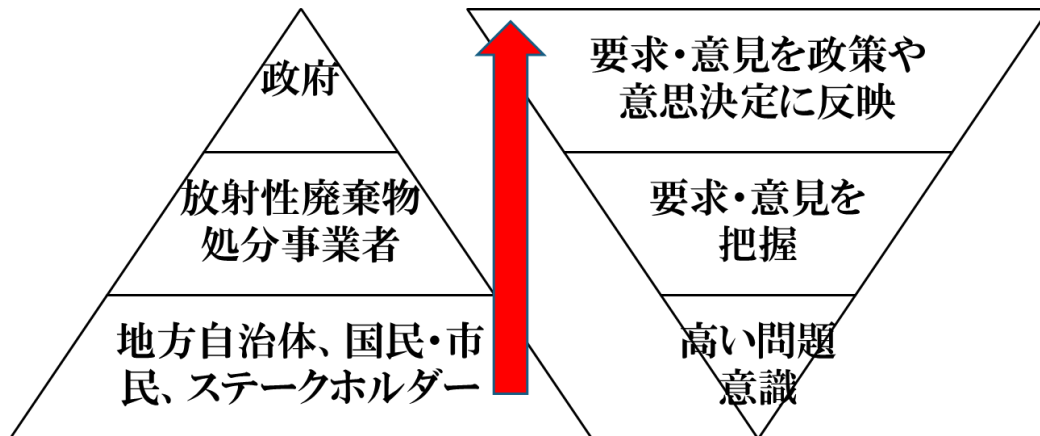 政府
放射性廃棄物
処分事業者
地方自治体、国民・市
民、ステークホルダー
要求・意見を政策や
意思決定に反映
要求・意見を
把握
高い問題
意識